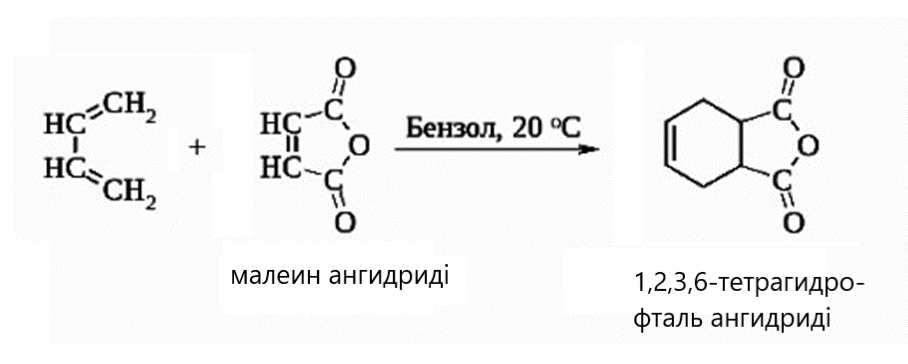 HC=CH₂
HC=CH₂
+
HC
HC
C
O
O
C
O
Бензол, 20 °C
C
O
O
C
O
малеин ангидриді
1,2,3,6-тетрагидро-
фталь ангидриді